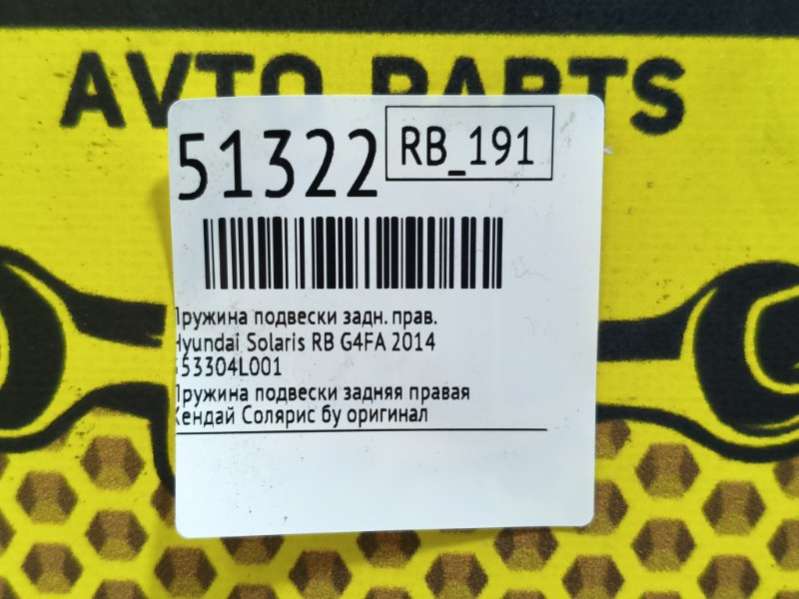 AVTO PARTS
51322
RB_191
Пружина подвески задн. прав.
Hyundai Solaris RB G4FA 2014
553304L001
Пружина подвески задняя правая
Хендай Солярис бу оригинал